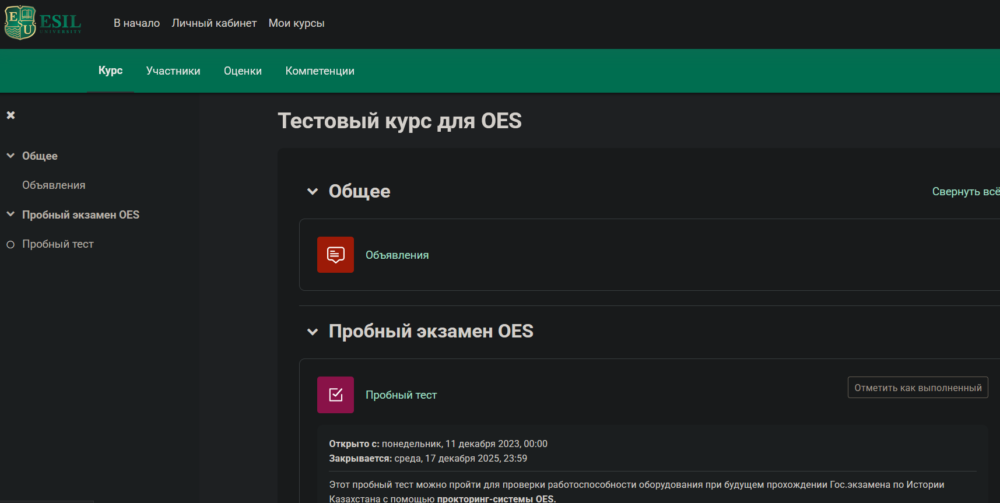 ESU ESIL
UNIVERSITY
В начало Личный кабинет Мои курсы
Курс Участники Оценки Компетенции
Общее
Объявления
Пробный экзамен OES
Пробный тест
Тестовый курс для OES
Общее
Свернуть всё
Объявления
Пробный экзамен OES
Пробный тест
Отметить как выполненный
Открыто с: понедельник, 11 декабря 2023, 00:00
Закрывается: среда, 17 декабря 2025, 23:59
Этот пробный тест можно пройти для проверки работоспособности оборудования при будущем прохождении Гос.экзамена по Истории
Казахстана с помощью прокторинг-системы OES.